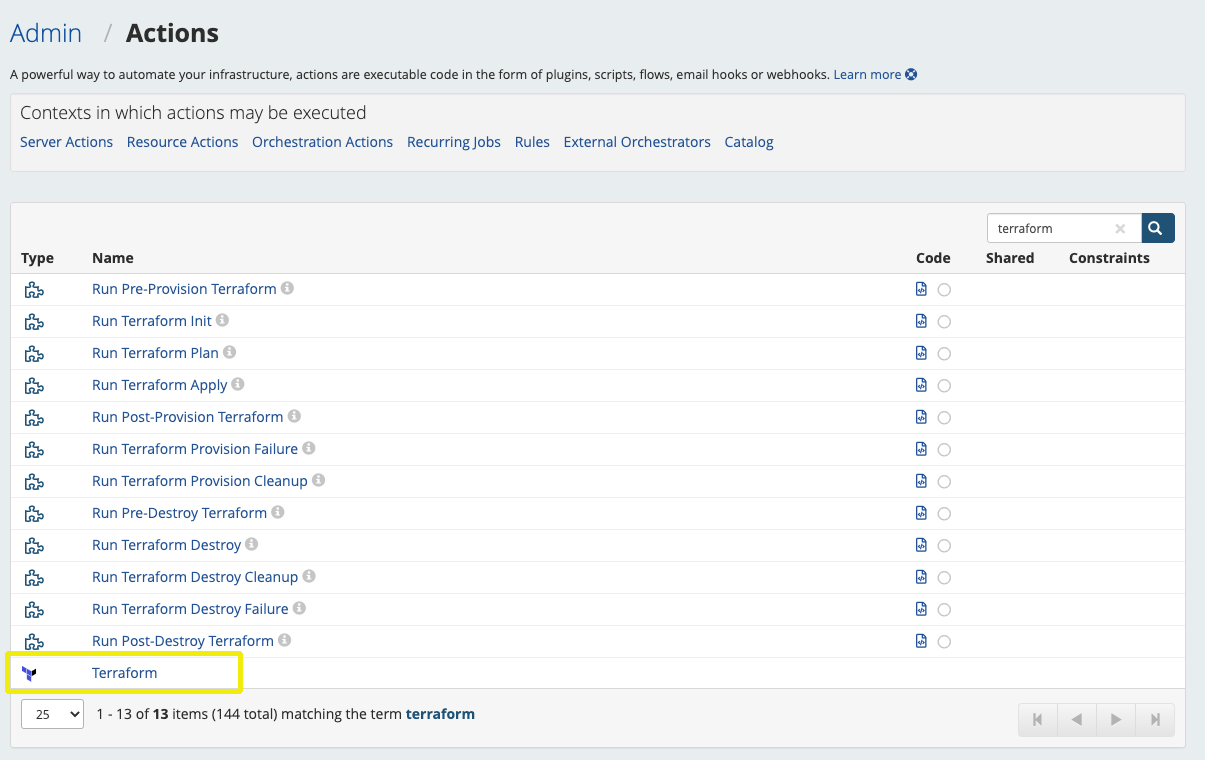 Admin / Actions
A powerful way to automate your infrastructure, actions are executable code in the form of plugins, scripts, flows, email hooks or webhooks. Learn more
Contexts in which actions may be executed
Server Actions Resource Actions Orchestration Actions Recurring Jobs Rules External Orchestrators Catalog
terraform
Type Name Code Shared Constraints
Run Pre-Provision Terraform
Run Terraform Init
Run Terraform Plan
Run Terraform Apply
Run Post-Provision Terraform
Run Terraform Provision Failure
Run Terraform Provision Cleanup
Run Pre-Destroy Terraform
Run Terraform Destroy
Run Terraform Destroy Cleanup
Run Terraform Destroy Failure
Run Post-Destroy Terraform
Terraform
25 1 - 13 of 13 items (144 total) matching the term terraform